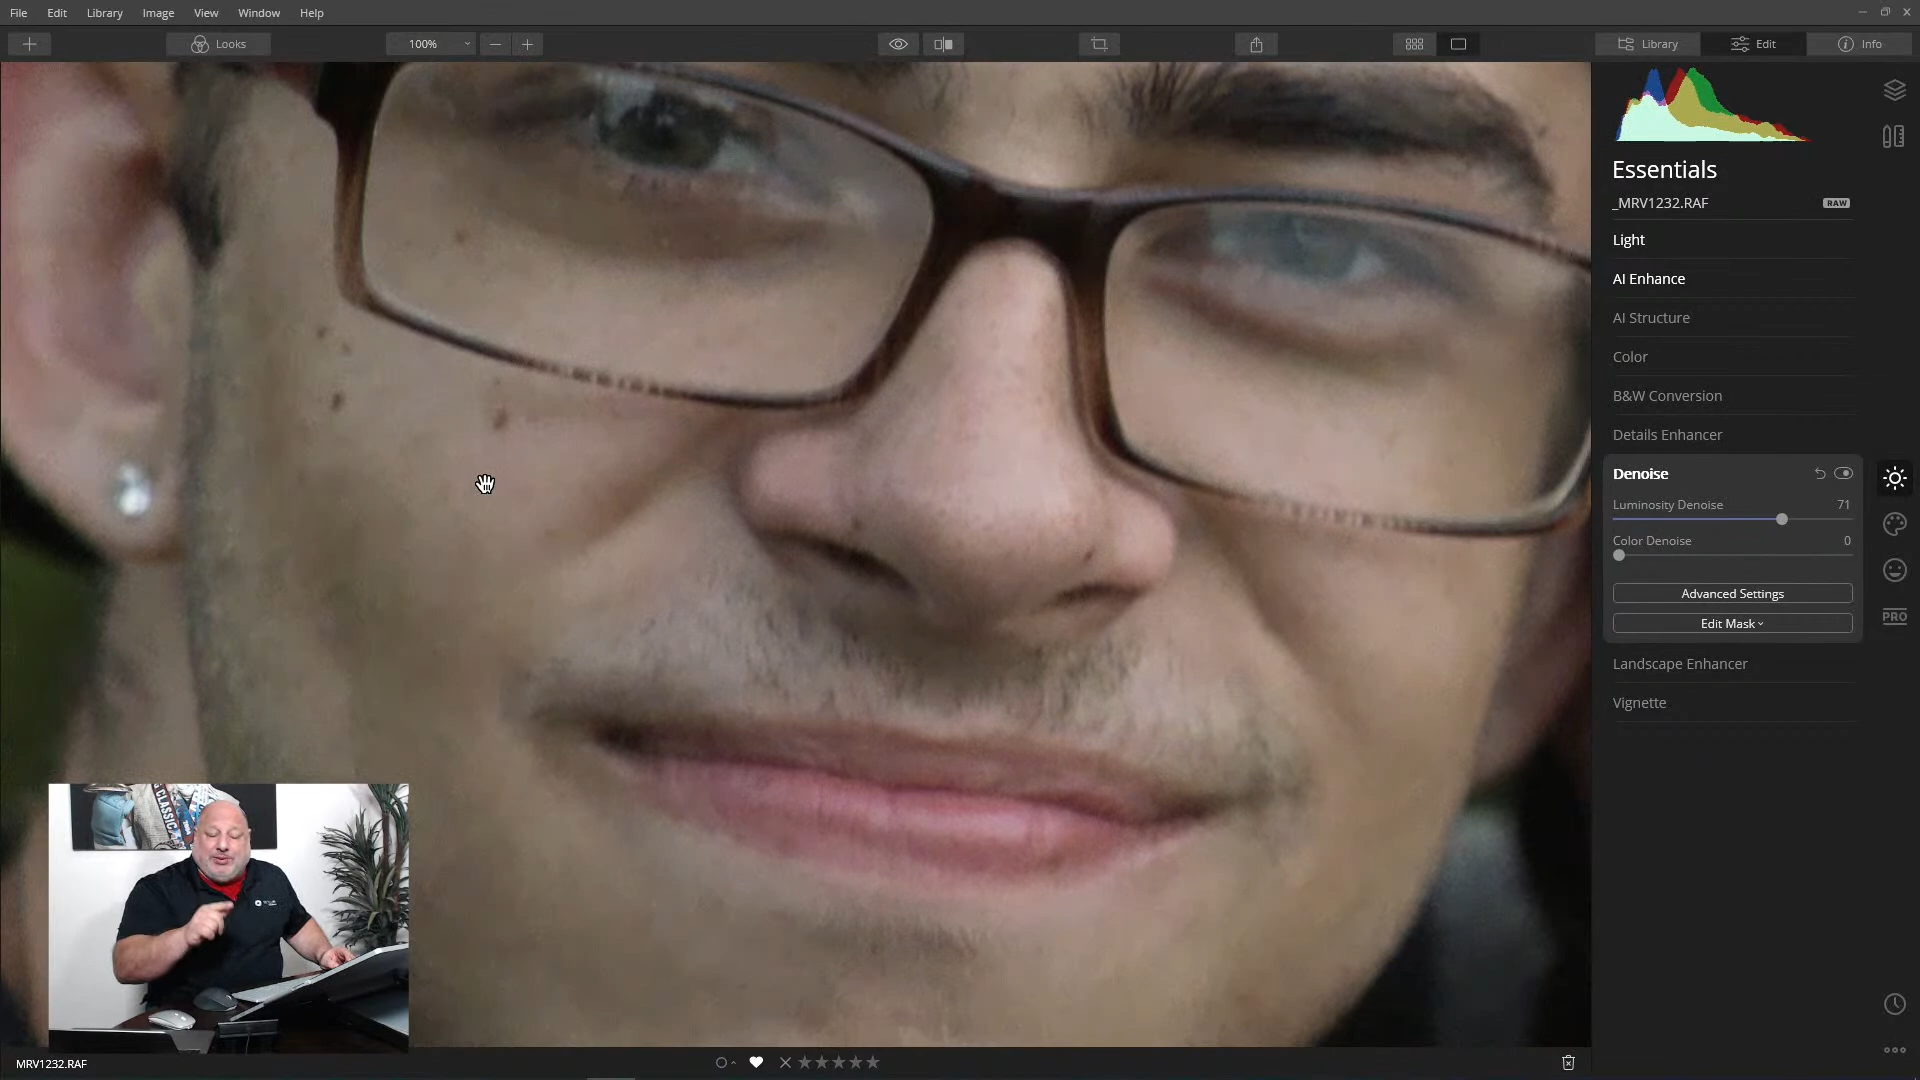 File Edit Library Image View Window Help
Looks 100% Library Edit Info
Essentials
_MRV1232.RAF RAW
Light
AI Enhance
AI Structure
Color
B&W Conversion
Details Enhancer
Denoise
Luminosity Denoise 71
Color Denoise 0
Advanced Settings
Edit Mask
PRO
Landscape Enhancer
Vignette
CLASSIC
MRV1232.RAF